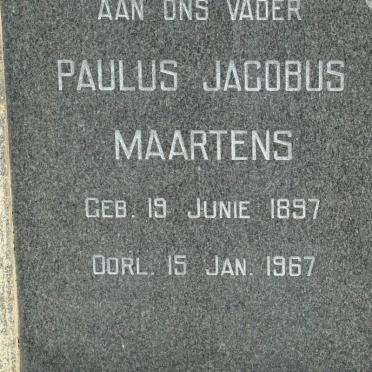 AAN ONS VADER
PAULUS JACOBUS
MAARTENS
GEB. 19 JUNIE 1897
OORL. 15 JAN. 1967